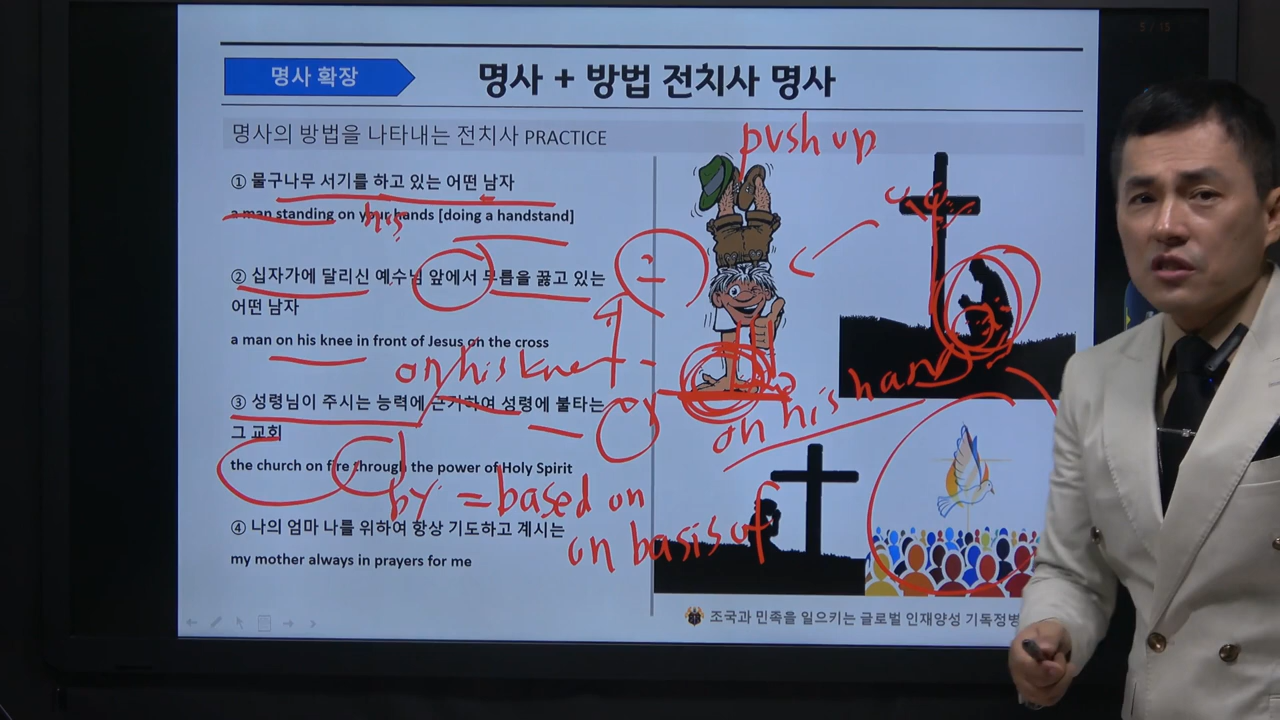 5 / 15
명사 확장
명사 + 방법 전치사 명사
명사의 방법을 나타내는 전치사 PRACTICE
push up
① 물구나무 서기를 하고 있는 어떤 남자
a man standing on your hands [doing a handstand]
his
② 십자가에 달리신 예수님 앞에서 무릎을 꿇고 있는
어떤 남자
a man on his knee in front of Jesus on the cross
on his knee
on his hand
③ 성령님이 주시는 능력에 근거하여 성령에 불타는
그 교회
the church on fire through the power of Holy Spirit
by = based on
on basis of
④ 나의 엄마 나를 위하여 항상 기도하고 계시는
my mother always in prayers for me
조국과 민족을 일으키는 글로벌 인재양성 기독정병